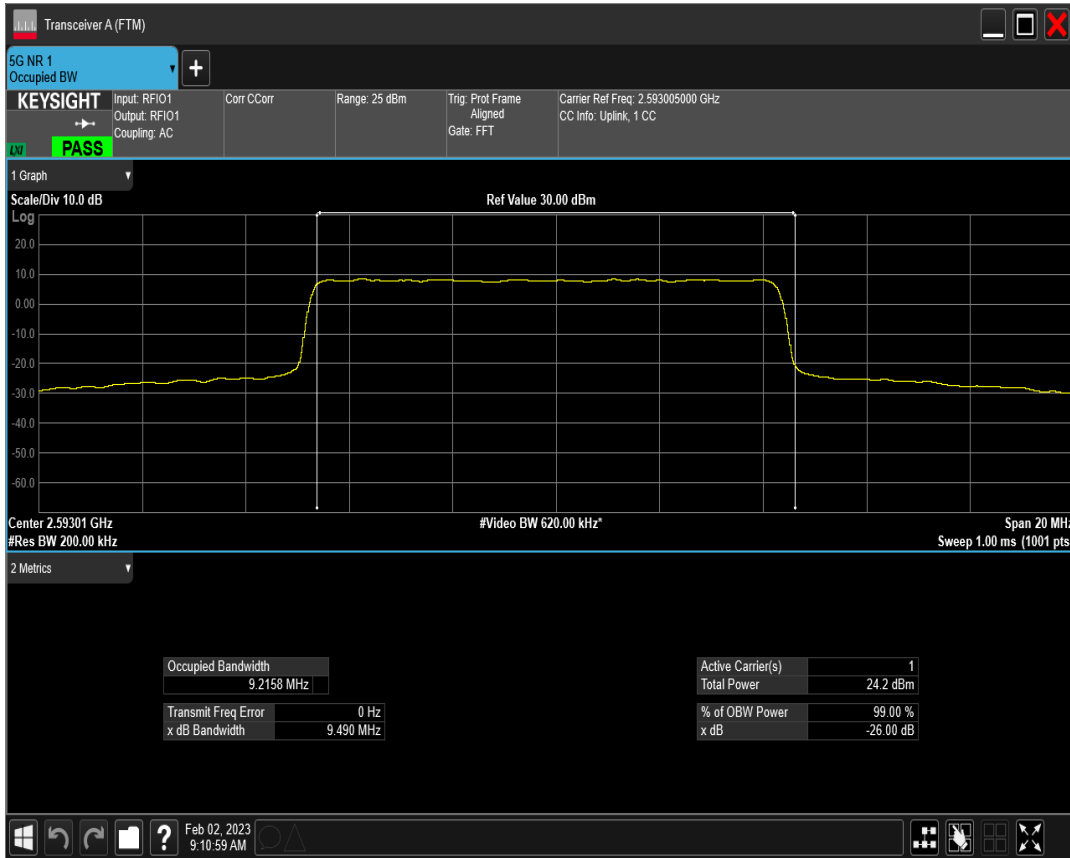 Transceiver A (FTM)
5G NR 1
Occupied BW
+
KEYSIGHT
Input: RFIO1
Output: RFIO1
Coupling: AC
Corr CCorr
Range: 25 dBm
Trig: Prot Frame
Aligned
Gate: FFT
Carrier Ref Freq: 2.593005000 GHz
CC Info: Uplink, 1 CC
LXI
PASS
1 Graph
Scale/Div 10.0 dB
Ref Value 30.00 dBm
Log
20.0
10.0
0.00
-10.0
-20.0
-30.0
-40.0
-50.0
-60.0
Center 2.59301 GHz
#Video BW 620.00 kHz*
Span 20 MHz
#Res BW 200.00 kHz
Sweep 1.00 ms (1001 pts
2 Metrics
Occupied Bandwidth
9.2158 MHz
Transmit Freq Error 0 Hz
x dB Bandwidth 9.490 MHz
Active Carrier(s) 1
Total Power 24.2 dBm
% of OBW Power 99.00 %
x dB -26.00 dB
?
Feb 02, 2023
9:10:59 AM